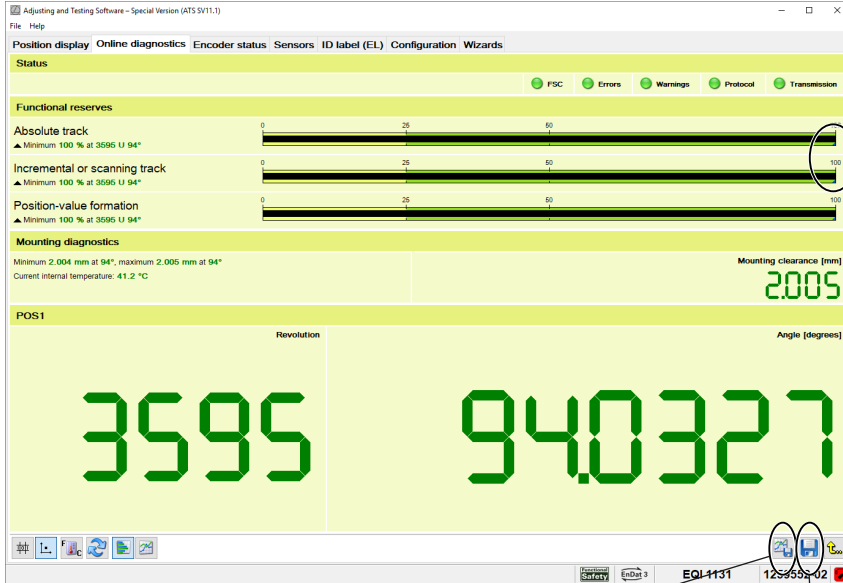 Adjusting and Testing Software – Special Version (ATS SV11.1)
File Help
Position display Online diagnostics Encoder status Sensors ID label (EL) Configuration Wizards
Status
FSC Errors Warnings Protocol Transmission
Functional reserves
Absolute track
0 25 50
Minimum 100 % at 3595 U 94°
Incremental or scanning track
0 25 50 100
Minimum 100 % at 3595 U 94°
Position-value formation
0 25 50 100
Minimum 100 % at 3595 U 94°
Mounting diagnostics
Minimum 2.004 mm at 94°, maximum 2.005 mm at 94°
Current internal temperature: 41.2 °C
Mounting clearance [mm]
2.005
POS1
Revolution
3595
Angle [degrees]
94.0327
F C
Functional Safety EnDat 3 EQI 1131